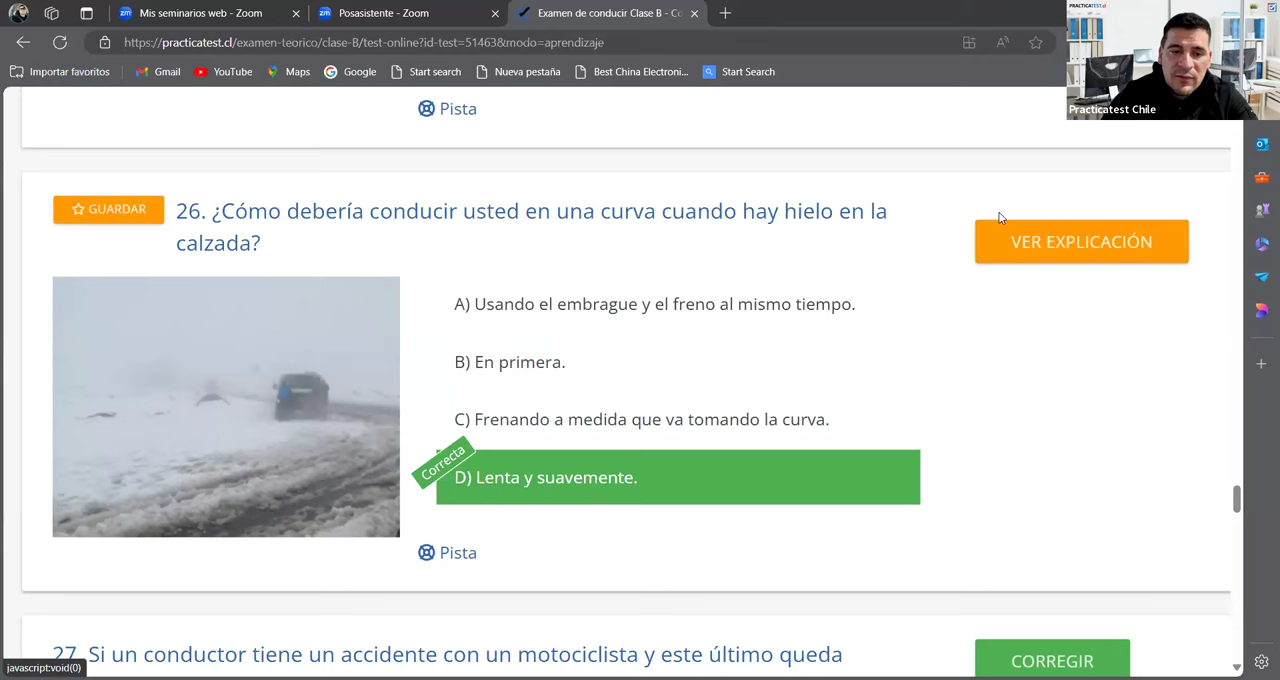 Mis seminarios web - Zoom
Posasistente - Zoom
Examen de conducir Clase B - Co
https://practicatest.cl/examen-teorico/clase-B/test-online?id-test=51463&modo=aprendizaje
Importar favoritos
Gmail
YouTube
Maps
Google
Start search
Nueva pestaña
Best China Electroni...
Start Search
PRACTICATEST.cl
Practicatest Chile
Pista
GUARDAR
26. ¿Cómo debería conducir usted en una curva cuando hay hielo en la
calzada?
VER EXPLICACIÓN
A) Usando el embrague y el freno al mismo tiempo.
B) En primera.
C) Frenando a medida que va tomando la curva.
Correcta
D) Lenta y suavemente.
Pista
27. Si un conductor tiene un accidente con un motociclista y este último queda
CORREGIR
javascript:void(0)